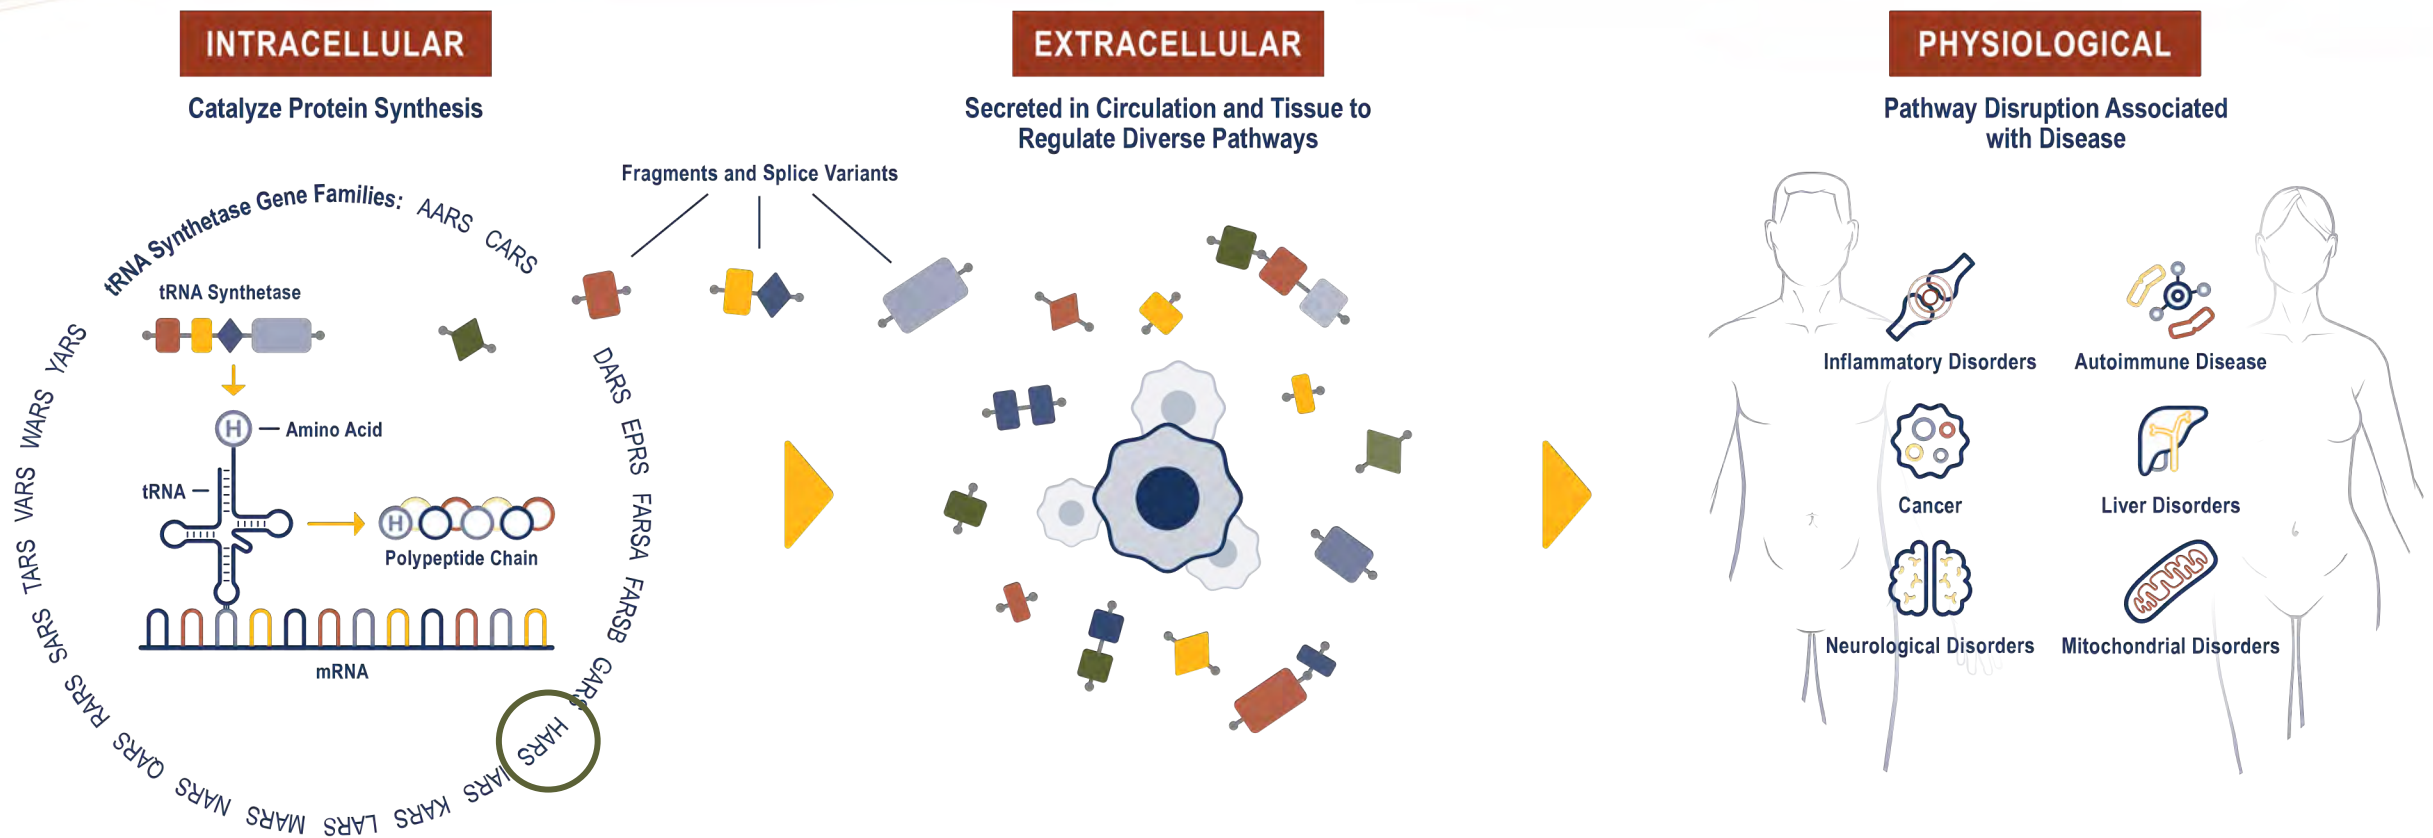 INTRACELLULAR
Catalyze Protein Synthesis
tRNA Synthetase Gene Families: AARS CARS DARS EPRS FARSA FARSB GARS HARS IARS KARS LARS MARS NARS QARS RARS SARS TARS VARS WARS YARS
tRNA Synthetase
H
Amino Acid
tRNA
H
Polypeptide Chain
mRNA
Fragments and Splice Variants
EXTRACELLULAR
Secreted in Circulation and Tissue to
Regulate Diverse Pathways
PHYSIOLOGICAL
Pathway Disruption Associated
with Disease
Inflammatory Disorders
Autoimmune Disease
Cancer
Liver Disorders
Neurological Disorders
Mitochondrial Disorders